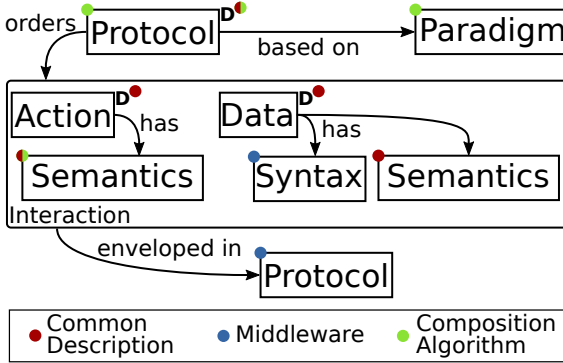 orders
Protocol
D
based on
Paradigm
Action
D
has
Data
D
has
Semantics
Syntax
Semantics
Interaction
enveloped in
Protocol
Common
Description
Middleware
Composition
Algorithm